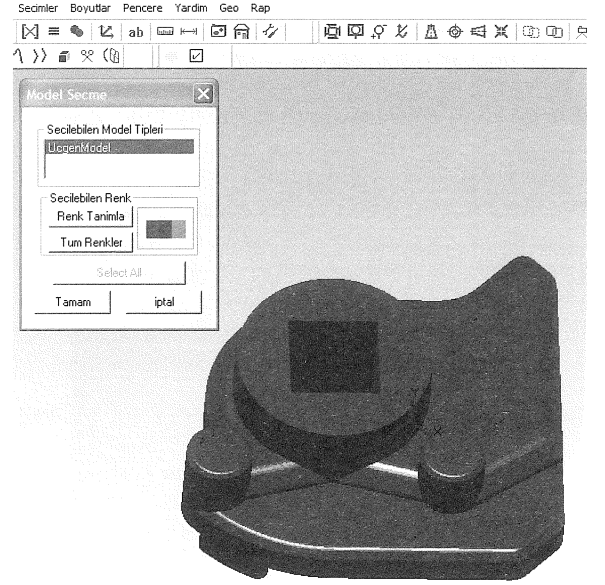 Secimler Boyutlar Pencere Yardim Geo Rap
ab
Model Secme
Secilebilen Model Tipleri
UcgenModel
Secilebilen Renk
Renk Tanimla
Tum Renkler
Select All
Tamam iptal